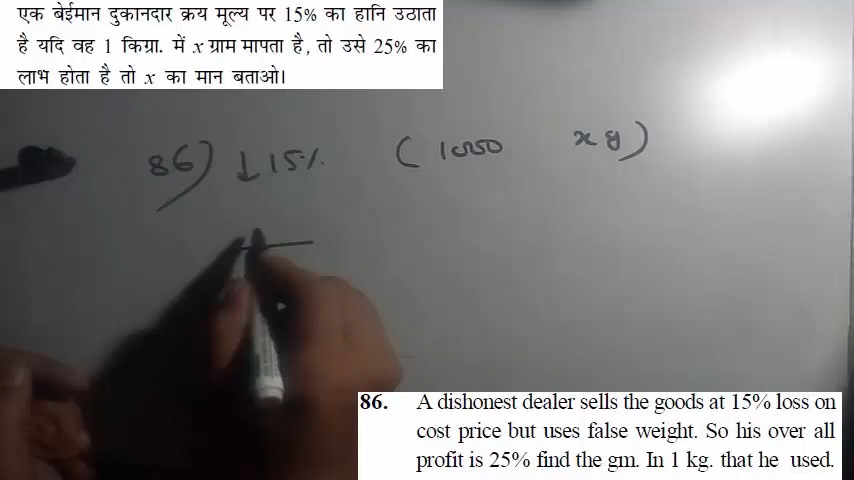 एक बेईमान दुकानदार क्रय मूल्य पर 15% का हानि उठाता
है यदि वह 1 किग्रा. में x ग्राम मापता है, तो उसे 25% का
लाभ होता है तो x का मान बताओ।
86) ↓15% (1000 x g)
86. A dishonest dealer sells the goods at 15% loss on
cost price but uses false weight. So his over all
profit is 25% find the gm. In 1 kg. that he used.